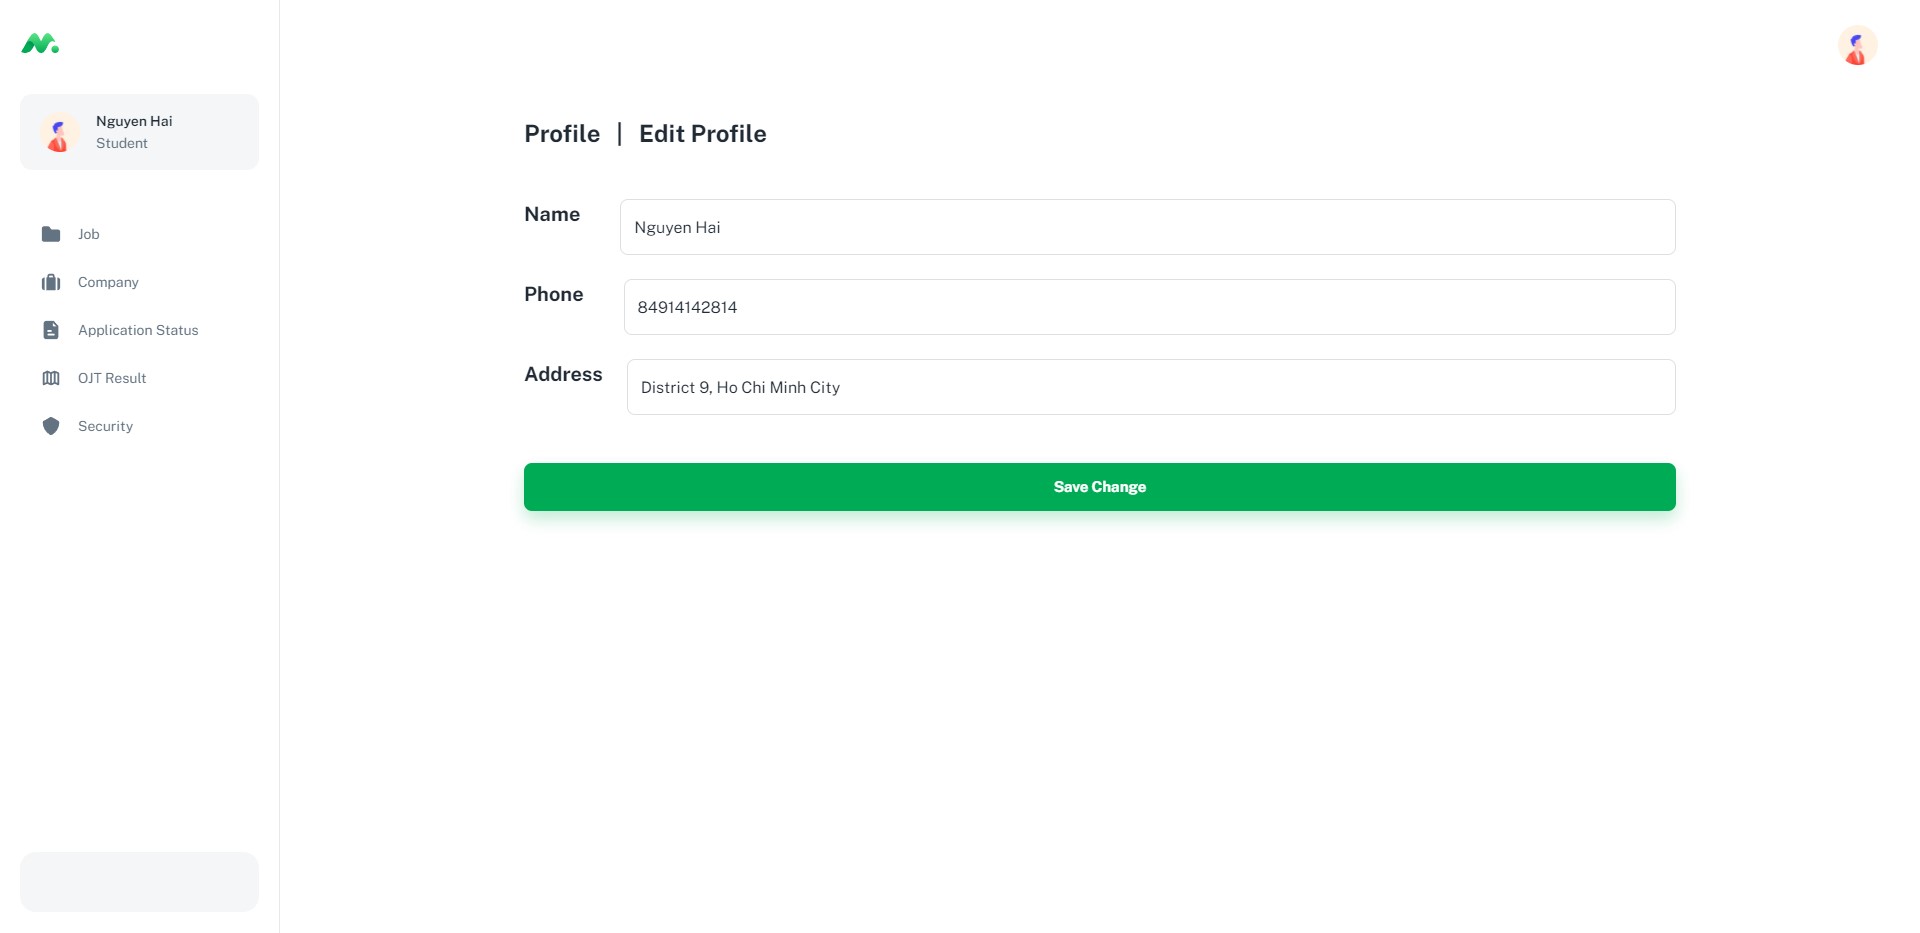 Nguyen Hai
Student
Job
Company
Application Status
OJT Result
Security
Profile | Edit Profile
Name
Nguyen Hai
Phone
84914142814
Address
District 9, Ho Chi Minh City
Save Change